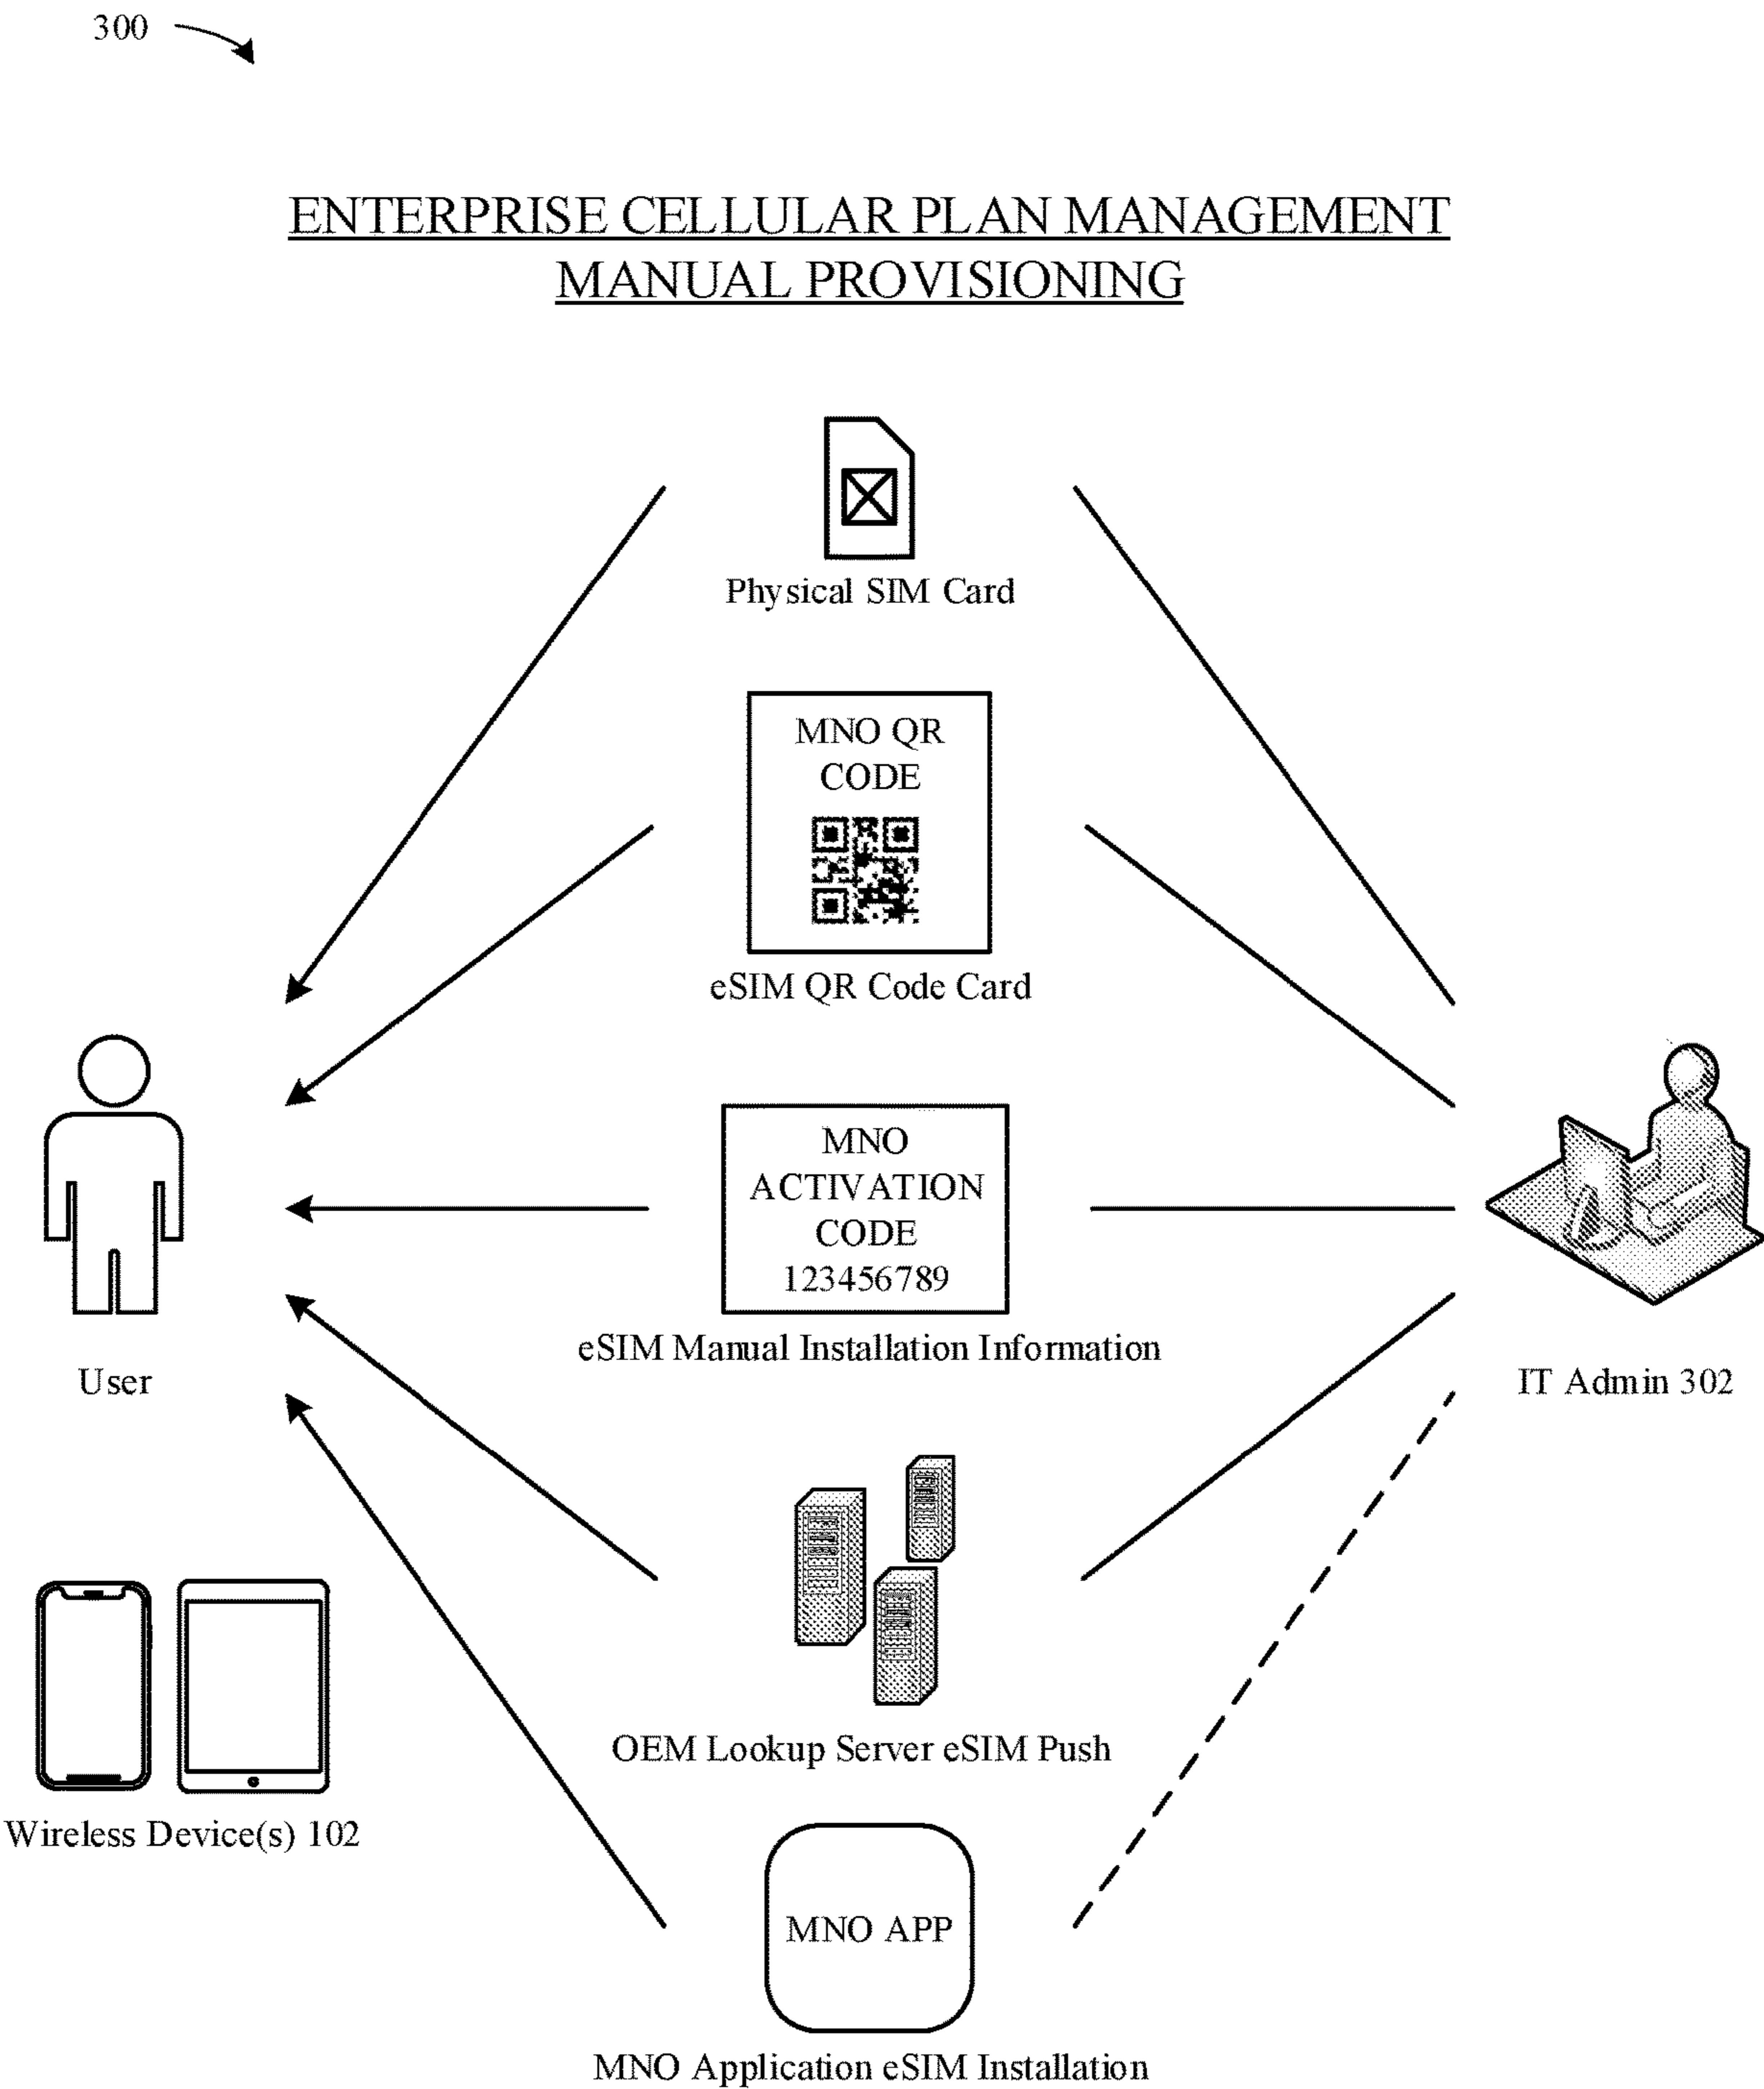 300
ENTERPRISE CELLULAR PLAN MANAGEMENT
MANUAL PROVISIONING
Physical SIM Card
MNO QR
CODE
eSIM QR Code Card
MNO
ACTIVATION
CODE
123456789
eSIM Manual Installation Information
User
IT Admin 302
OEM Lookup Server eSIM Push
Wireless Device(s) 102
MNO APP
MNO Application eSIM Installation